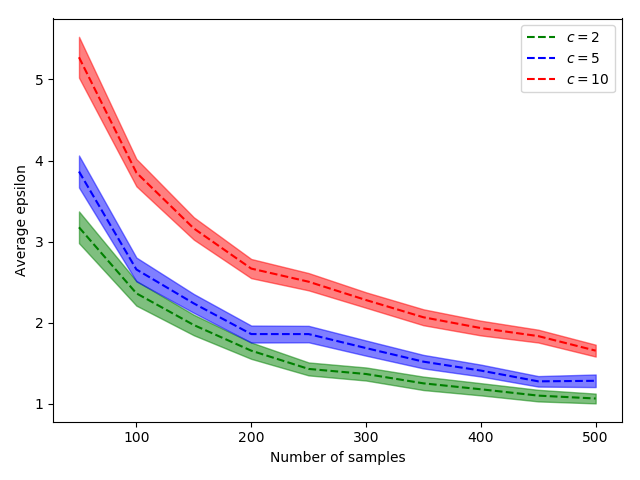 c = 2
c = 5
c = 10
5
4
3
2
1
Average epsilon
100 200 300 400 500
Number of samples